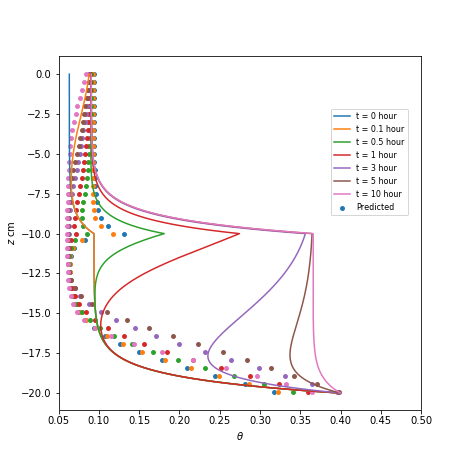 0.0
−2.5
−5.0
−7.5
−10.0
−12.5
−15.0
−17.5
−20.0
z cm
0.05 0.10 0.15 0.20 0.25 0.30 0.35 0.40 0.45 0.50
θ
t = 0 hour
t = 0.1 hour
t = 0.5 hour
t = 1 hour
t = 3 hour
t = 5 hour
t = 10 hour
Predicted